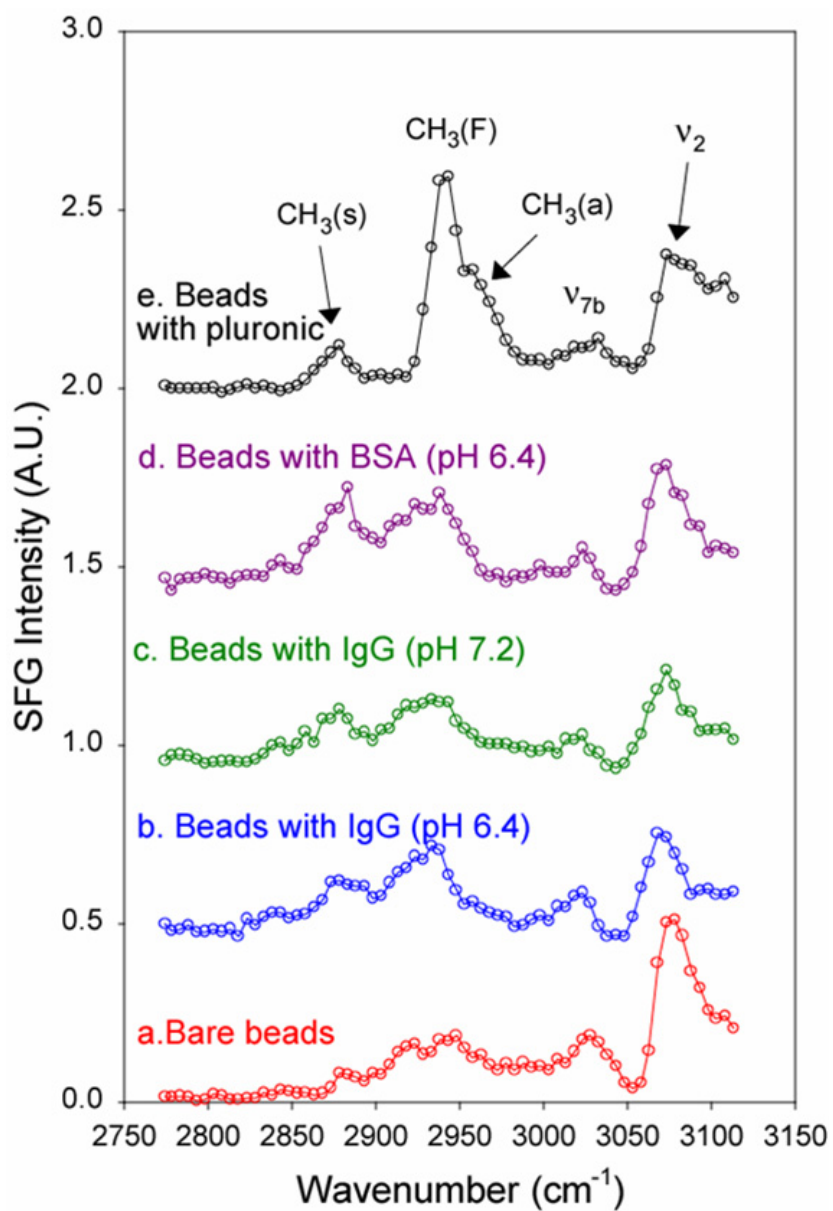 3.0
CH₃(F)
ν₂
2.5
CH₃(s)
CH₃(a)
e. Beads
with pluronic
ν₇b
2.0
d. Beads with BSA (pH 6.4)
1.5
c. Beads with IgG (pH 7.2)
1.0
b. Beads with IgG (pH 6.4)
0.5
a.Bare beads
0.0
SFG Intensity (A.U.)
2750 2800 2850 2900 2950 3000 3050 3100 3150
Wavenumber (cm⁻¹)